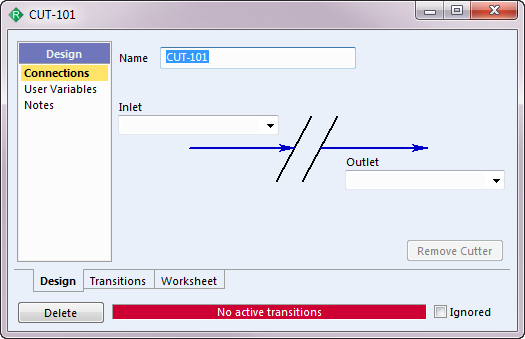 CUT-101
Design
Connections
User Variables
Notes
Name CUT-101
Inlet
Outlet
Remove Cutter
Design Transitions Worksheet
Delete No active transitions Ignored